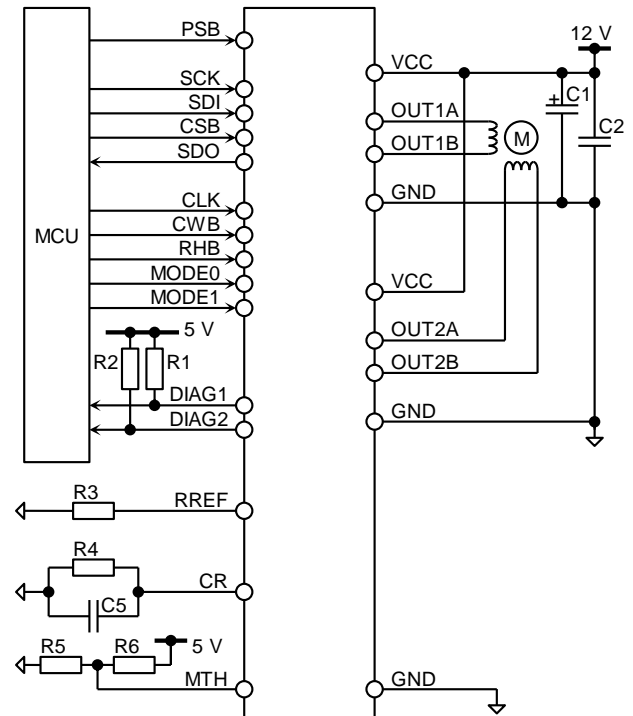 PSB
12 V
VCC
SCK
C1
+
SDI
OUT1A
CSB
C2
OUT1B
M
SDO
GND
CLK
MCU
CWB
RHB
MODE0
VCC
MODE1
5 V
OUT2A
R2
R1
OUT2B
DIAG1
DIAG2
GND
R3
RREF
R4
CR
C5
R5
R6
5 V
MTH
GND